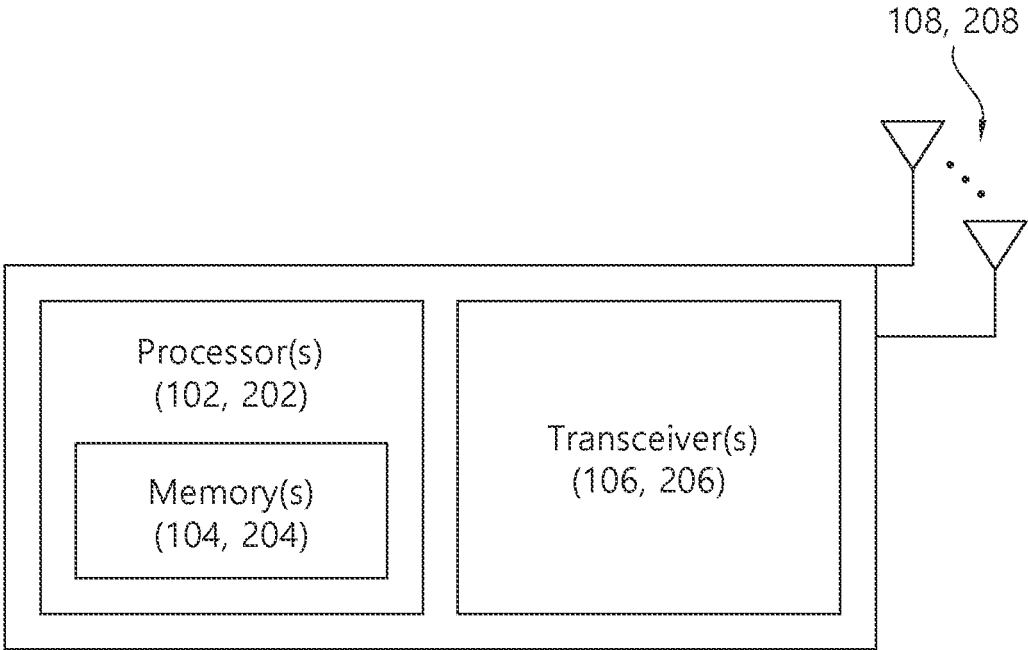 108, 208
Processor(s)
(102, 202)
Memory(s)
(104, 204)
Transceiver(s)
(106, 206)